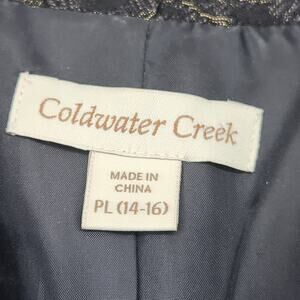 Coldwater Creek
MADE IN
CHINA
PL (14-16)